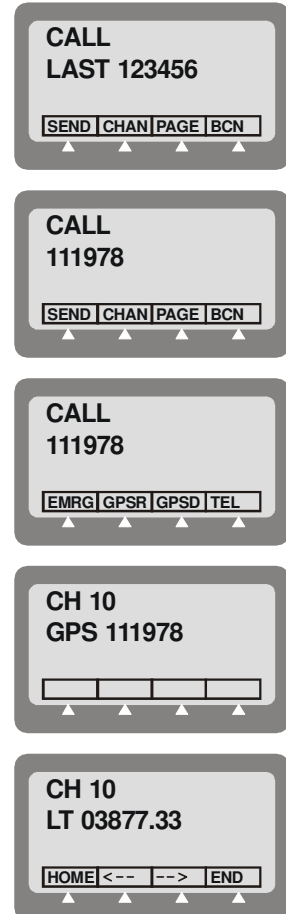 CALL
LAST 123456
SEND CHAN PAGE BCN
CALL
111978
SEND CHAN PAGE BCN
CALL
111978
EMRG GPSR GPSD TEL
CH 10
GPS 111978
CH 10
LT 03877.33
HOME <-- --> END